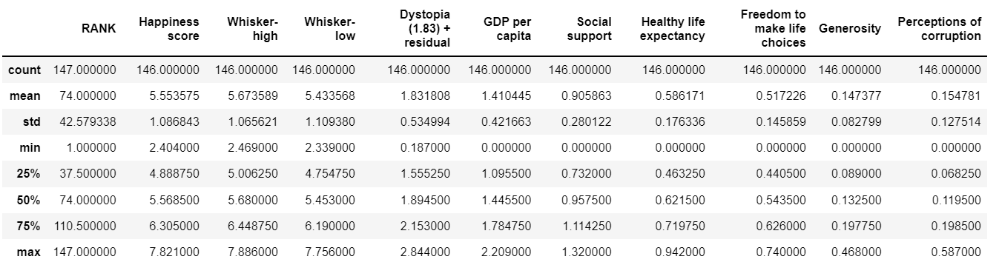 RANK Happiness score Whisker-high Whisker-low Dystopia (1.83) + residual GDP per capita Social support Healthy life expectancy Freedom to make life choices Generosity Perceptions of corruption
count 147.000000 146.000000 146.000000 146.000000 146.000000 146.000000 146.000000 146.000000 146.000000 146.000000 146.000000
mean 74.000000 5.553575 5.673589 5.433568 1.831808 1.410445 0.905863 0.586171 0.517226 0.147377 0.154781
std 42.579338 1.086843 1.065621 1.109380 0.534994 0.421663 0.280122 0.176336 0.145859 0.082799 0.127514
min 1.000000 2.404000 2.469000 2.339000 0.187000 0.000000 0.000000 0.000000 0.000000 0.000000 0.000000
25% 37.500000 4.888750 5.006250 4.754750 1.555250 1.095500 0.732000 0.463250 0.440500 0.089000 0.068250
50% 74.000000 5.568500 5.680000 5.453000 1.894500 1.445500 0.957500 0.621500 0.543500 0.132500 0.119500
75% 110.500000 6.305000 6.448750 6.190000 2.153000 1.784750 1.114250 0.719750 0.626000 0.197750 0.198500
max 147.000000 7.821000 7.886000 7.756000 2.844000 2.209000 1.320000 0.942000 0.740000 0.468000 0.587000